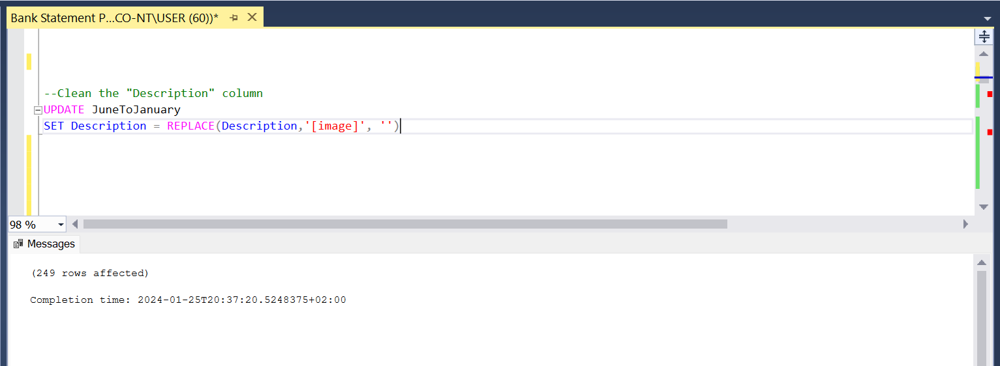 Bank Statement P...CO-NT\USER (60))*
--Clean the "Description" column
UPDATE JuneToJanuary
SET Description = REPLACE(Description,'[image]', '')
98 %
Messages
(249 rows affected)
Completion time: 2024-01-25T20:37:20.5248375+02:00